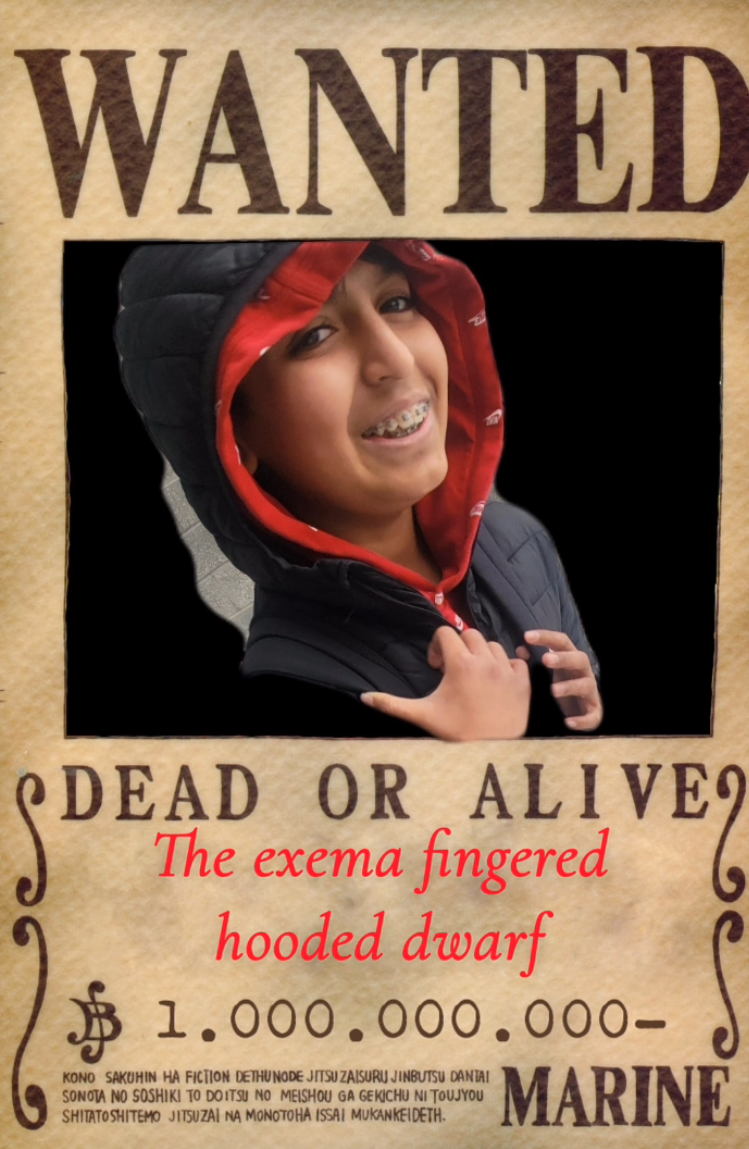 WANTED
DEAD OR ALIVE
The exema fingered
hooded dwarf
฿ 1.000.000.000-
KONO SAKUHIN HA FICTION DETHUNODE JITSUZAISURU JINBUTSU DANTAI
SONOTA NO SOSHIKI TO DOITSU NO MEISHOU GA GEKICHU NI TOUJYOU
SHITATOSHITEMO JITSUZAI NA MONOTOHA ISSAI MUKANKEIDETH.
MARINE